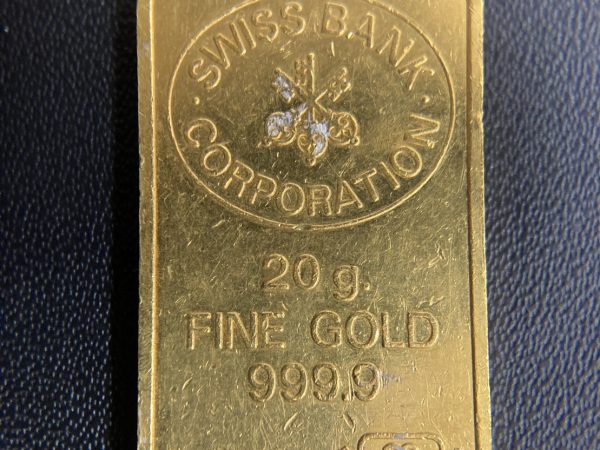 · SWISS BANK ·
CORPORATION
20 g.
FINE GOLD
999.9